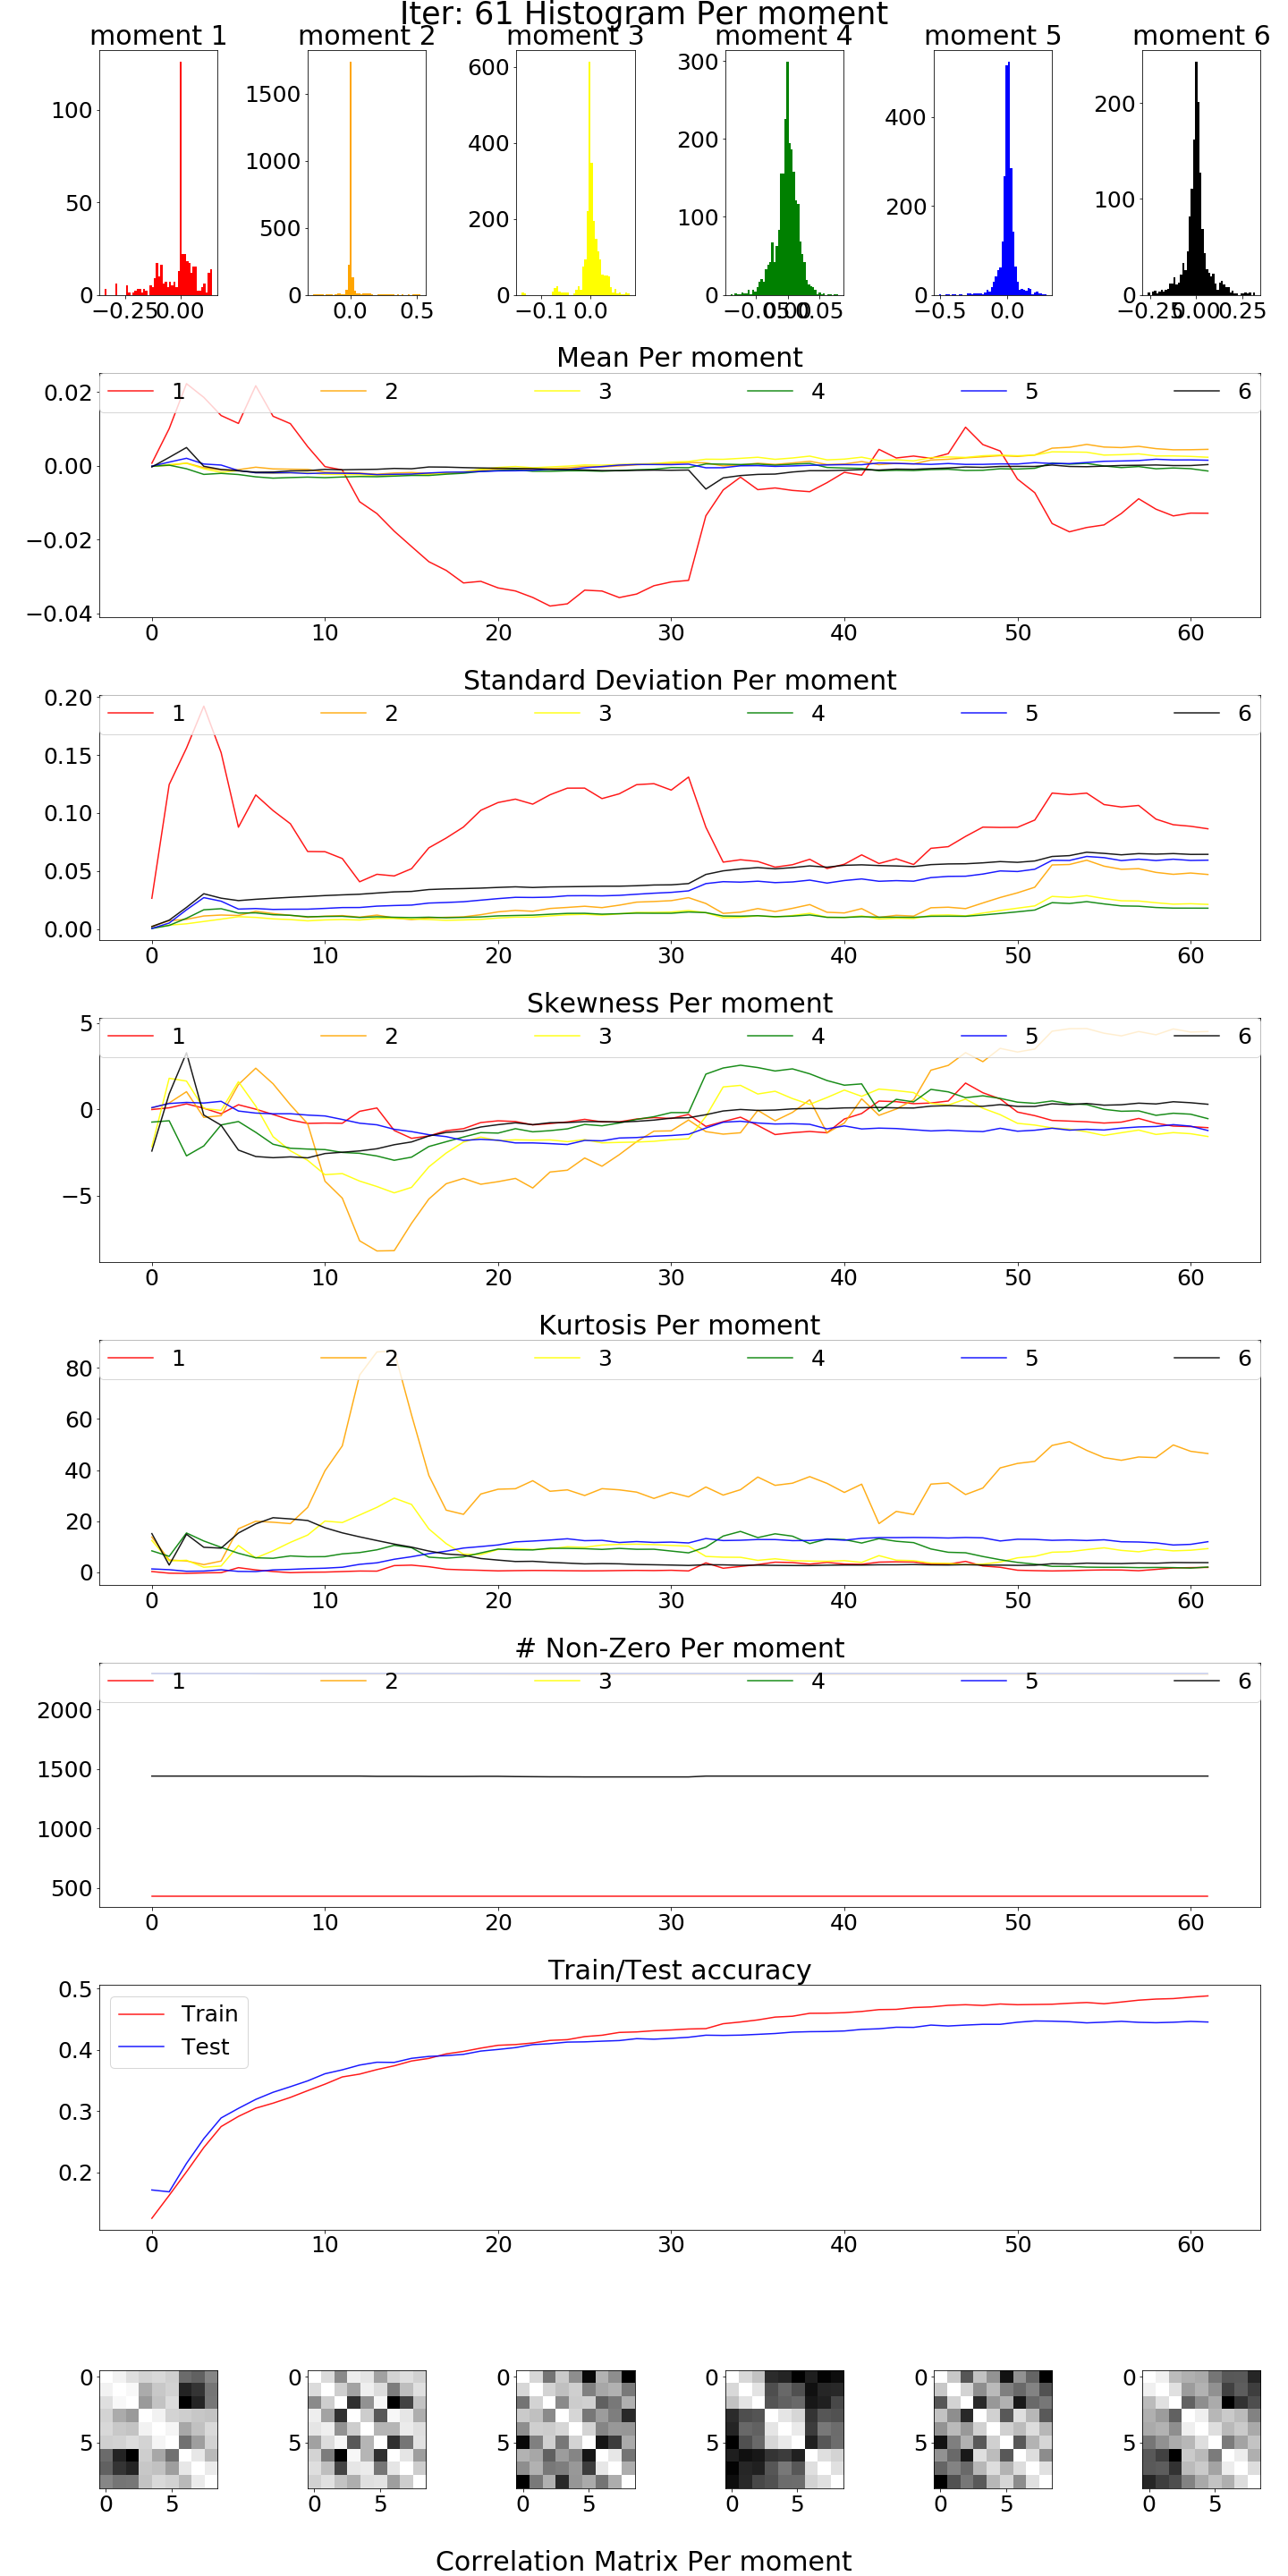 Iter: 61 Histogram Per moment
moment 1 moment 2 moment 3 moment 4 moment 5 moment 6
100
50
0
−0.25 0.00
1500
1000
500
0
0.0 0.5
600
400
200
0
−0.1 0.0
300
200
100
0
−0.05 0.00 0.05
400
200
0
−0.5 0.0
200
100
0
−0.25 0.00 0.25
Mean Per moment
1 2 3 4 5 6
0.02
0.00
−0.02
−0.04
0 10 20 30 40 50 60
Standard Deviation Per moment
1 2 3 4 5 6
0.20
0.15
0.10
0.05
0.00
0 10 20 30 40 50 60
Skewness Per moment
1 2 3 4 5 6
5
0
−5
0 10 20 30 40 50 60
Kurtosis Per moment
1 2 3 4 5 6
80
60
40
20
0
0 10 20 30 40 50 60
# Non-Zero Per moment
1 2 3 4 5 6
2000
1500
1000
500
0 10 20 30 40 50 60
Train/Test accuracy
Train
Test
0.5
0.4
0.3
0.2
0 10 20 30 40 50 60
0
5
0 5
0
5
0 5
0
5
0 5
0
5
0 5
0
5
0 5
0
5
0 5
Correlation Matrix Per moment